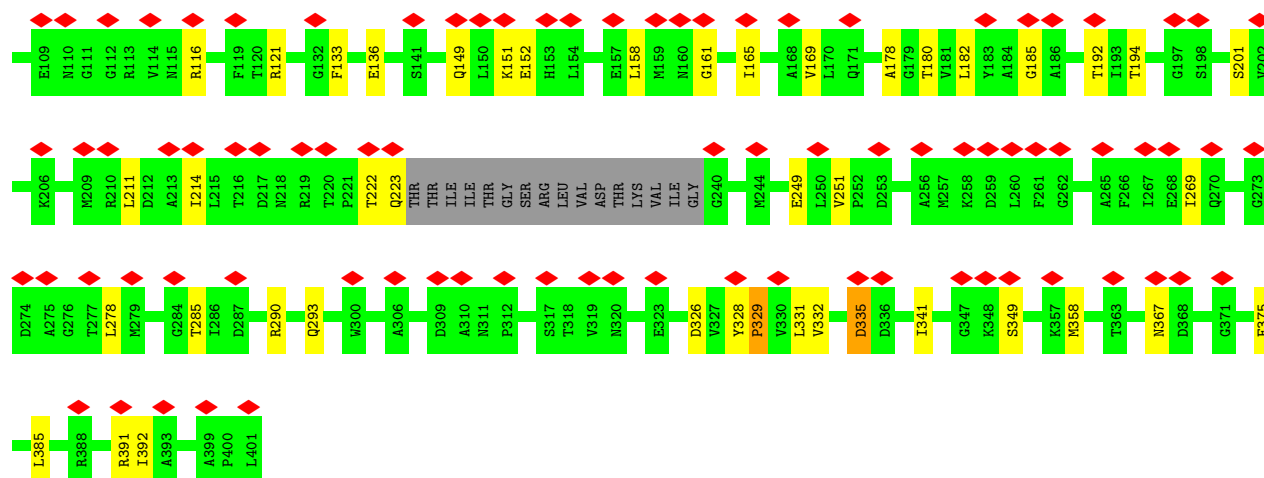 E109 N110 G111 G112 R113 V114 N115 R116 F119 T120 R121 G132 F133 E136 S141 Q149 L150 K151 E152 H153 L154 E157 L158 M159 N160 G161 I165 A168 V169 L170 Q171 A178 G179 T180 V181 L182 Y183 A184 G185 A186 T192 I193 T194 G197 S198 S201 V202
K206 M209 R210 L211 D212 A213 I214 L215 T216 D217 N218 R219 T220 P221 T222 Q223 THR THR ILE ILE THR GLY SER ARG LEU VAL ASP THR LYS VAL ILE GLY G240 M244 E249 L250 V251 P252 D253 A256 M257 K258 D259 L260 F261 G262 A265 F266 I267 E268 I269 Q270 G273
D274 A275 G276 T277 L278 M279 G284 T285 I286 D287 R290 Q293 W300 A306 D309 A310 N311 P312 S317 T318 V319 N320 E323 D326 V327 Y328 P329 V330 L331 V332 D335 D336 I341 G347 K348 S349 K357 M358 T363 N367 D368 G371
L385 R388 R391 I392 A393 A399 P400 L401